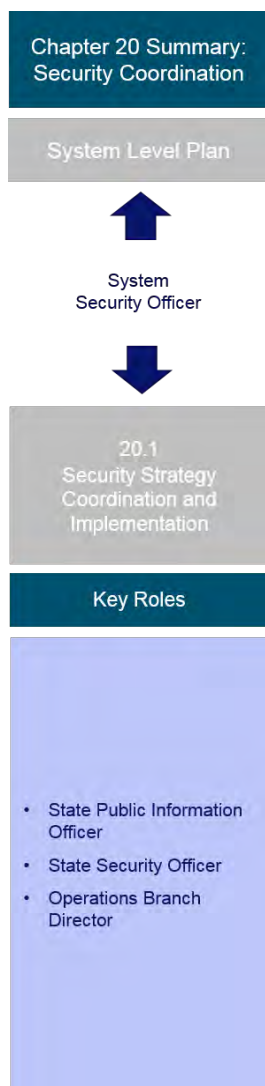 Chapter 20 Summary:
Security Coordination
System Level Plan
System
Security Officer
20.1
Security Strategy
Coordination and
Implementation
Key Roles
• State Public Information
Officer
• State Security Officer
• Operations Branch
Director